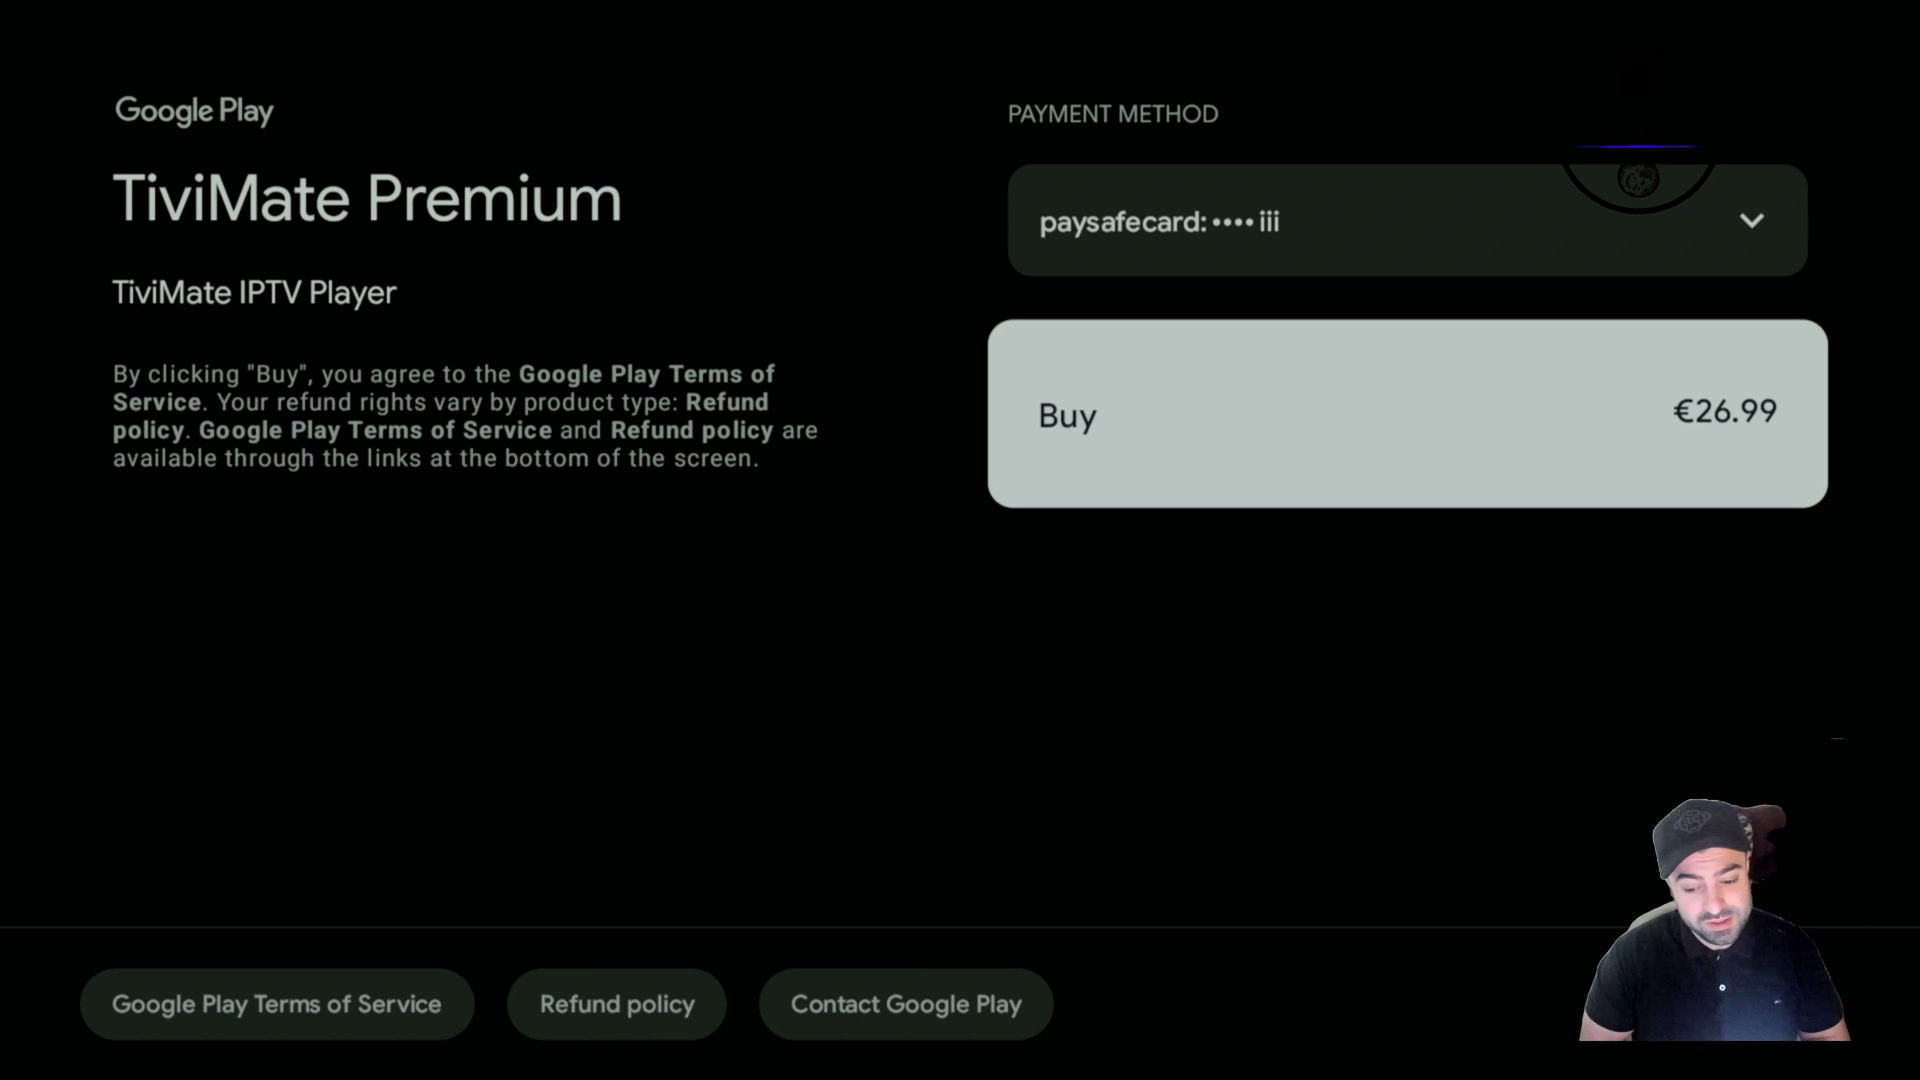 Google Play
TiviMate Premium
TiviMate IPTV Player
By clicking "Buy", you agree to the Google Play Terms of
Service. Your refund rights vary by product type: Refund
policy. Google Play Terms of Service and Refund policy are
available through the links at the bottom of the screen.
PAYMENT METHOD
paysafecard: •••• iii
Buy
€26.99
Google Play Terms of Service
Refund policy
Contact Google Play